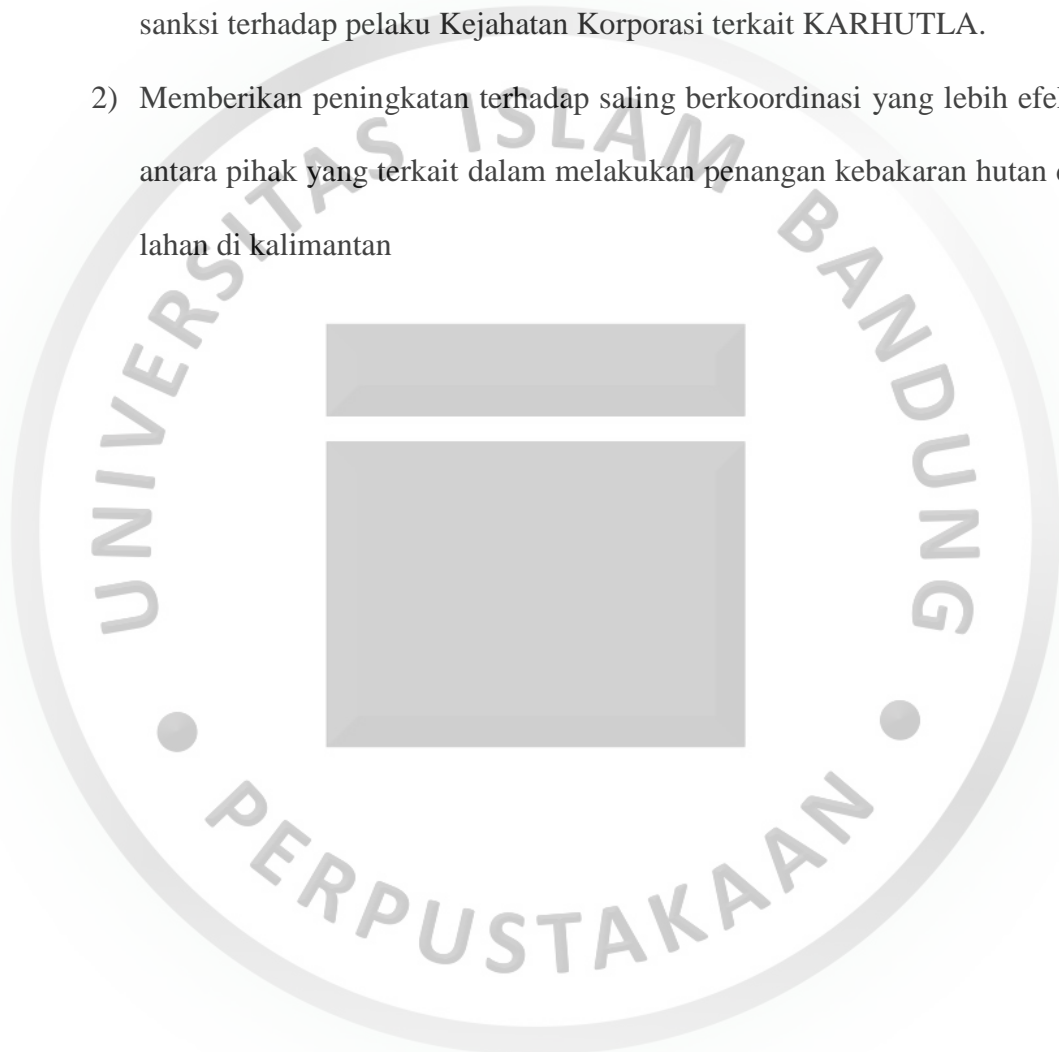 sanksi terhadap pelaku Kejahatan Korporasi terkait KARHUTLA.
2) Memberikan peningkatan terhadap saling berkoordinasi yang lebih
antara pihak yang terkait dalam melakukan penangan kebakaran hutan
lahan di kalimantan
UNIVERSITAS ISLAM BANDUNG
PERPUSTAKAAN